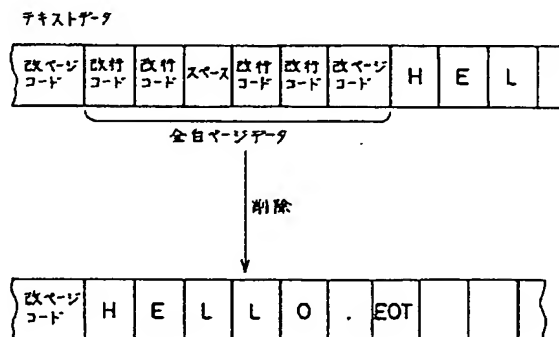 テキストデータ
改ページコード 改行コード 改行コード スペース 改行コード 改行コード 改ページコード H E L
全白ページデータ
削除
改ページコード H E L L O . EOT